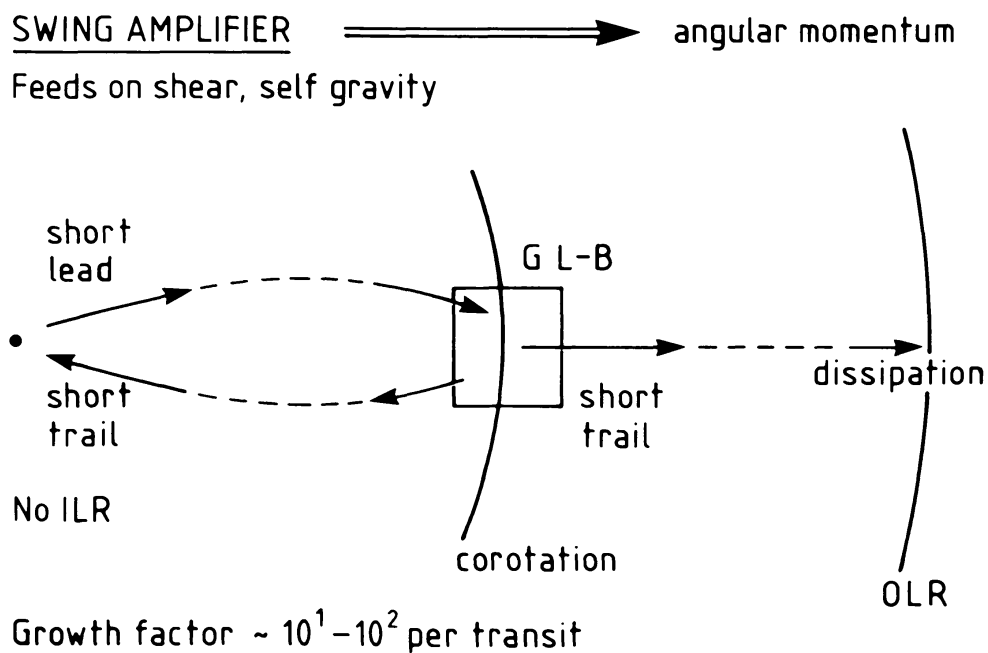 SWING AMPLIFIER
angular momentum
Feeds on shear, self gravity
short
lead
G L-B
dissipation
short
trail
short
trail
No ILR
corotation
OLR
Growth factor ~ 10¹-10² per transit